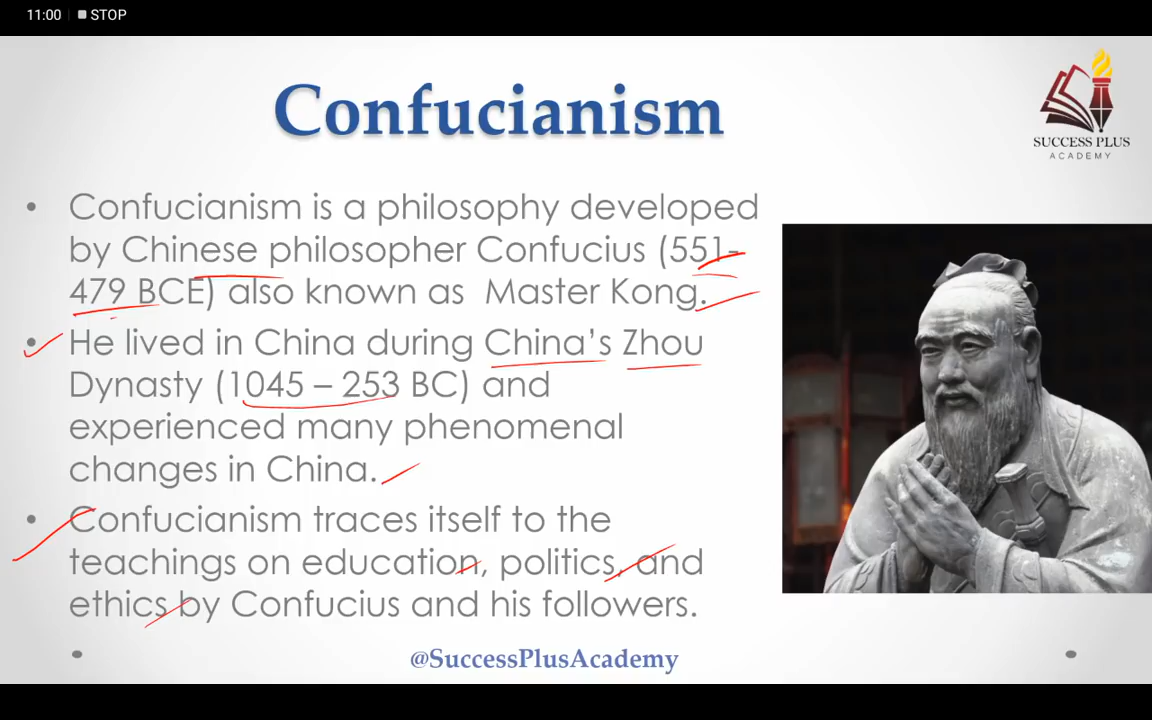 11:00 STOP
Confucianism
SUCCESS PLUS
ACADEMY
• Confucianism is a philosophy developed
by Chinese philosopher Confucius (551-
479 BCE) also known as Master Kong.
• He lived in China during China's Zhou
Dynasty (1045 – 253 BC) and
experienced many phenomenal
changes in China.
• Confucianism traces itself to the
teachings on education, politics, and
ethics by Confucius and his followers.
@SuccessPlusAcademy